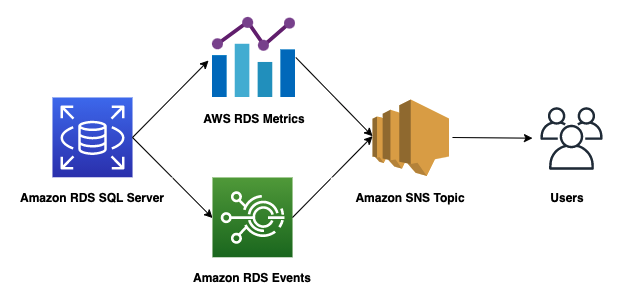 AWS RDS Metrics
Amazon RDS SQL Server
Amazon SNS Topic
Users
Amazon RDS Events